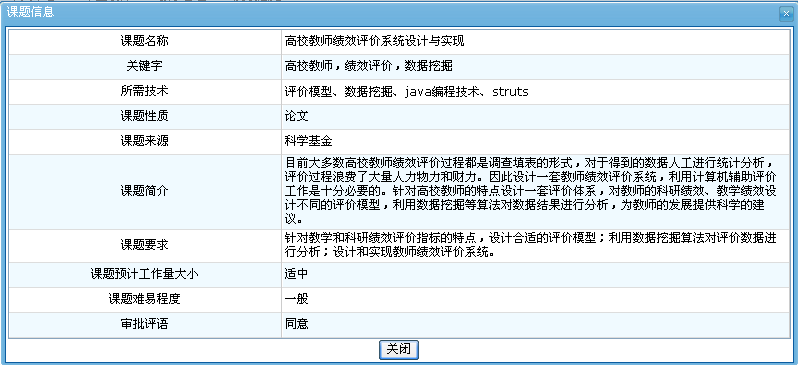 课题信息
课题名称 高校教师绩效评价系统设计与实现
关键字 高校教师，绩效评价，数据挖掘
所需技术 评价模型、数据挖掘、java编程技术、struts
课题性质 论文
课题来源 科学基金
课题简介
目前大多数高校教师绩效评价过程都是调查填表的形式，对于得到的数据人工进行统计分析，
评价过程浪费了大量人力物力和财力。因此设计一套教师绩效评价系统，利用计算机辅助评价
工作是十分必要的。针对高校教师的特点设计一套评价体系，对教师的科研绩效、教学绩效设
计不同的评价模型，利用数据挖掘等算法对数据结果进行分析，为教师的发展提供科学的建
议。
课题要求
针对教学和科研绩效评价指标的特点，设计合适的评价模型；利用数据挖掘算法对评价数据进
行分析；设计和实现教师绩效评价系统。
课题预计工作量大小 适中
课题难易程度 一般
审批评语 同意
关闭